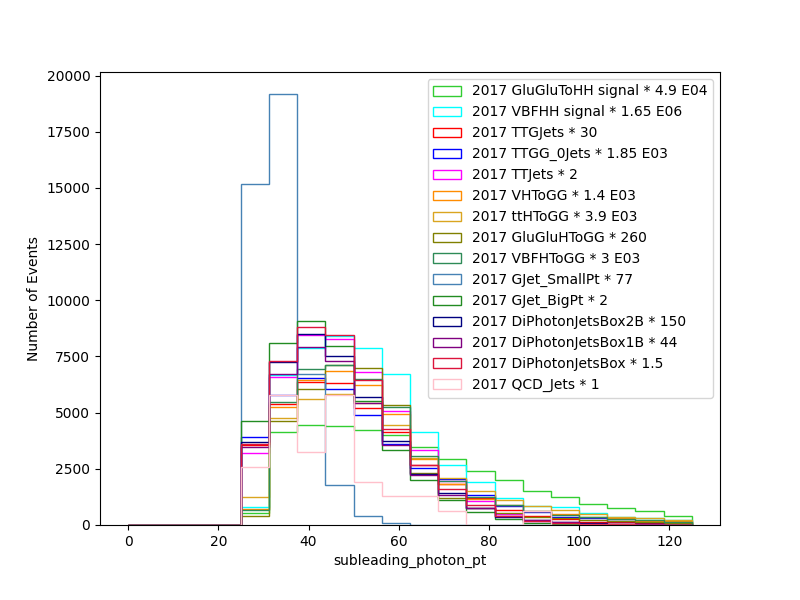 20000
17500
15000
12500
10000
7500
5000
2500
0
Number of Events
2017 GluGluToHH signal * 4.9 E04
2017 VBFHH signal * 1.65 E06
2017 TTGJets * 30
2017 TTGG_0Jets * 1.85 E03
2017 TTJets * 2
2017 VHToGG * 1.4 E03
2017 ttHToGG * 3.9 E03
2017 GluGluHToGG * 260
2017 VBFHToGG * 3 E03
2017 GJet_SmallPt * 77
2017 GJet_BigPt * 2
2017 DiPhotonJetsBox2B * 150
2017 DiPhotonJetsBox1B * 44
2017 DiPhotonJetsBox * 1.5
2017 QCD_Jets * 1
0 20 40 60 80 100 120
subleading_photon_pt